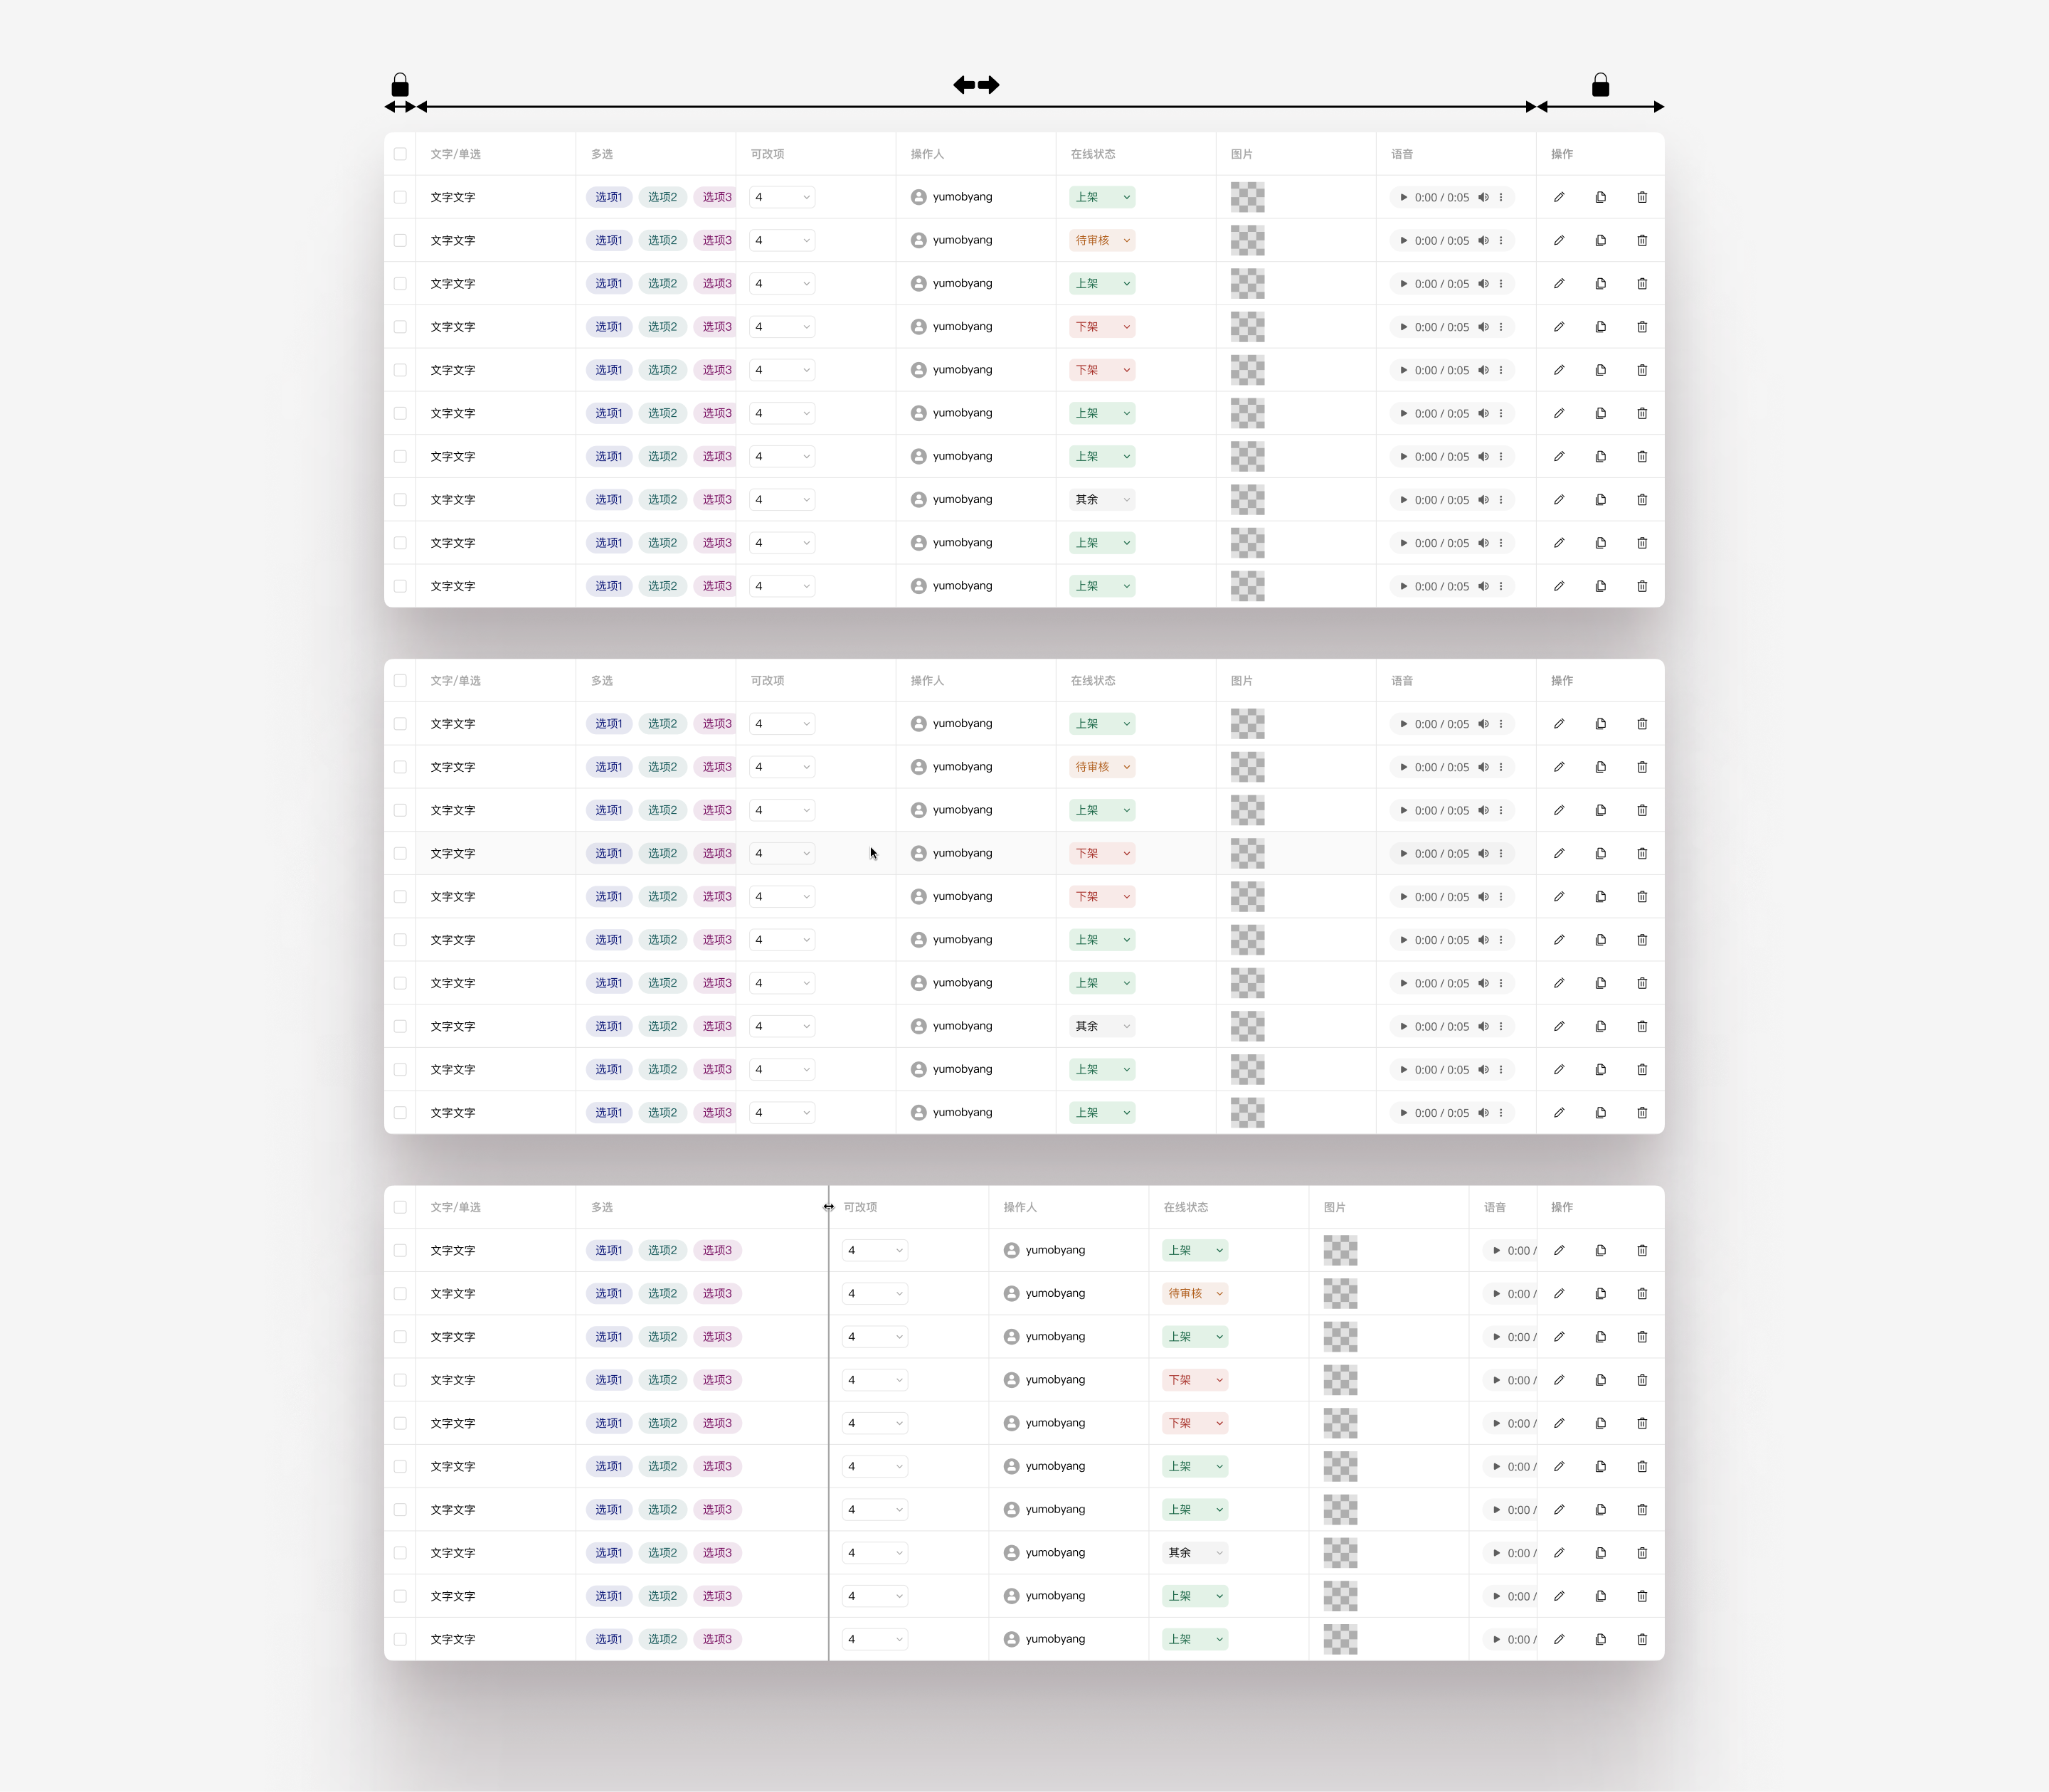 文字/单选 多选 可改项 操作人 在线状态 图片 语音 操作
文字文字 选项1 选项2 选项3 4 yumobyang 上架 0:00 / 0:05
文字文字 选项1 选项2 选项3 4 yumobyang 待审核 0:00 / 0:05
文字文字 选项1 选项2 选项3 4 yumobyang 上架 0:00 / 0:05
文字文字 选项1 选项2 选项3 4 yumobyang 下架 0:00 / 0:05
文字文字 选项1 选项2 选项3 4 yumobyang 下架 0:00 / 0:05
文字文字 选项1 选项2 选项3 4 yumobyang 上架 0:00 / 0:05
文字文字 选项1 选项2 选项3 4 yumobyang 上架 0:00 / 0:05
文字文字 选项1 选项2 选项3 4 yumobyang 其余 0:00 / 0:05
文字文字 选项1 选项2 选项3 4 yumobyang 上架 0:00 / 0:05
文字文字 选项1 选项2 选项3 4 yumobyang 上架 0:00 / 0:05
文字/单选 多选 可改项 操作人 在线状态 图片 语音 操作
文字文字 选项1 选项2 选项3 4 yumobyang 上架 0:00 / 0:05
文字文字 选项1 选项2 选项3 4 yumobyang 待审核 0:00 / 0:05
文字文字 选项1 选项2 选项3 4 yumobyang 上架 0:00 / 0:05
文字文字 选项1 选项2 选项3 4 yumobyang 下架 0:00 / 0:05
文字文字 选项1 选项2 选项3 4 yumobyang 下架 0:00 / 0:05
文字文字 选项1 选项2 选项3 4 yumobyang 上架 0:00 / 0:05
文字文字 选项1 选项2 选项3 4 yumobyang 上架 0:00 / 0:05
文字文字 选项1 选项2 选项3 4 yumobyang 其余 0:00 / 0:05
文字文字 选项1 选项2 选项3 4 yumobyang 上架 0:00 / 0:05
文字文字 选项1 选项2 选项3 4 yumobyang 上架 0:00 / 0:05
文字/单选 多选 可改项 操作人 在线状态 图片 语音 操作
文字文字 选项1 选项2 选项3 4 yumobyang 上架 0:00 /
文字文字 选项1 选项2 选项3 4 yumobyang 待审核 0:00 /
文字文字 选项1 选项2 选项3 4 yumobyang 上架 0:00 /
文字文字 选项1 选项2 选项3 4 yumobyang 下架 0:00 /
文字文字 选项1 选项2 选项3 4 yumobyang 下架 0:00 /
文字文字 选项1 选项2 选项3 4 yumobyang 上架 0:00 /
文字文字 选项1 选项2 选项3 4 yumobyang 上架 0:00 /
文字文字 选项1 选项2 选项3 4 yumobyang 其余 0:00 /
文字文字 选项1 选项2 选项3 4 yumobyang 上架 0:00 /
文字文字 选项1 选项2 选项3 4 yumobyang 上架 0:00 /